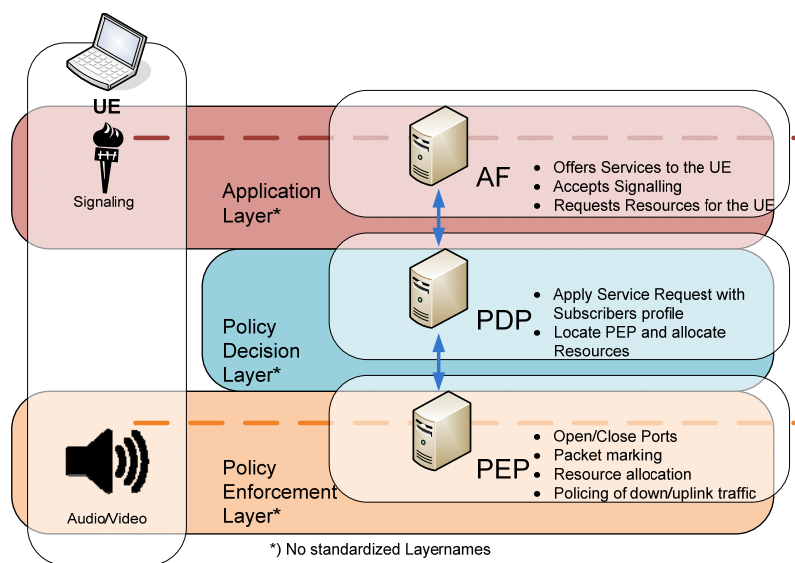 UE
Signaling
Application
Layer*
AF
• Offers Services to the UE
• Accepts Signalling
• Requests Resources for the UE
Policy
Decision
Layer*
PDP
• Apply Service Request with
Subscribers profile
• Locate PEP and allocate
Resources
Audio/Video
Policy
Enforcement
Layer*
PEP
• Open/Close Ports
• Packet marking
• Resource allocation
• Policing of down/uplink traffic
*) No standardized Layernames